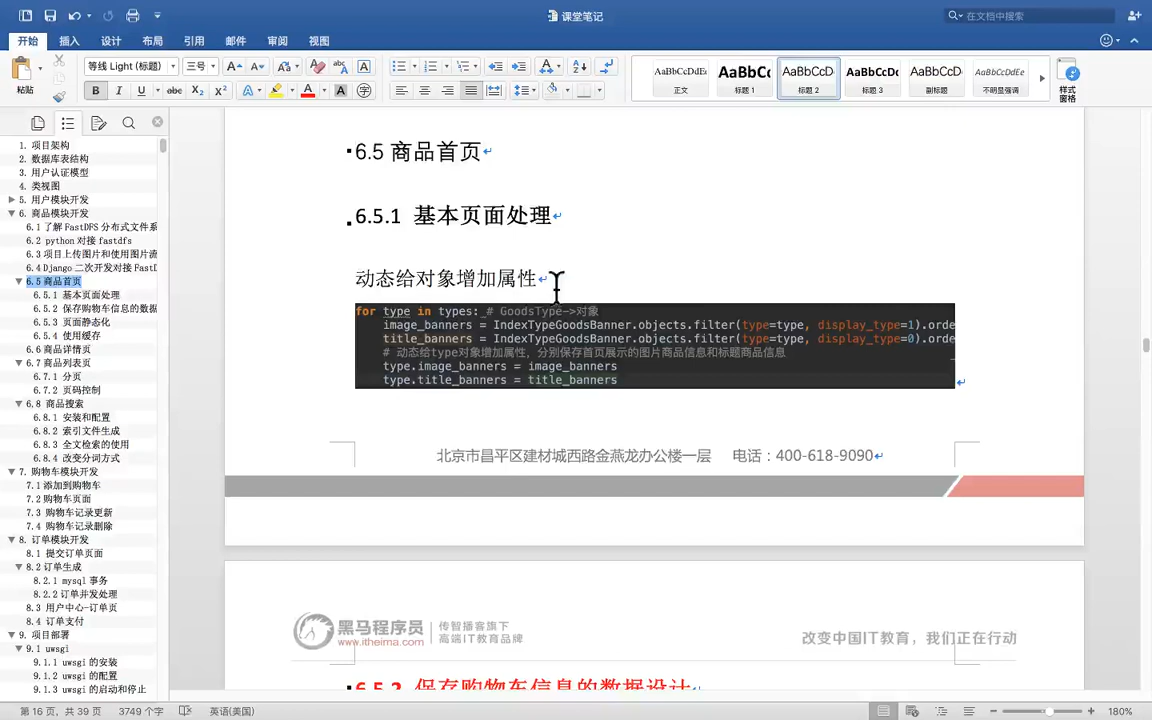 课堂笔记
在文档中搜索
开始 插入 设计 布局 引用 邮件 审阅 视图
粘贴
等线 Light (标题) 三号
AaBbCcDdEe AaBbCc AaBbCcD AaBbCcDc AaBbCcD AaBbCcDdEe
正文 标题 1 标题 2 标题 3 副标题 不明显强调
样式
窗格
1. 项目架构
2. 数据库表结构
3. 用户认证模型
4. 类视图
5. 用户模块开发
6. 商品模块开发
6.1 了解FastDFS 分布式文件系
6.2 python 对接 fastdfs
6.3 项目上传图片和使用图片流
6.4 Django 二次开发对接 FastD
6.5 商品首页
6.5.1 基本页面处理
6.5.2 保存购物车信息的数据
6.5.3 页面静态化
6.5.4 使用缓存
6.6 商品详情页
6.7 商品列表页
6.7.1 分页
6.7.2 页码控制
6.8 商品搜索
6.8.1 安装和配置
6.8.2 索引文件生成
6.8.3 全文检索的使用
6.8.4 改变分词方式
7. 购物车模块开发
7.1 添加到购物车
7.2 购物车页面
7.3 购物车记录更新
7.4 购物车记录删除
8. 订单模块开发
8.1 提交订单页面
8.2 订单生成
8.2.1 mysql 事务
8.2.2 订单并发处理
8.3 用户中心-订单页
8.4 订单支付
9. 项目部署
9.1 uwsgi
9.1.1 uwsgi 的安装
9.1.2 uwsgi 的配置
9.1.3 uwsgi 的启动和停止
6.5 商品首页
6.5.1 基本页面处理
动态给对象增加属性
for type in types: # GoodsType->对象
image_banners = IndexTypeGoodsBanner.objects.filter(type=type, display_type=1).orde
title_banners = IndexTypeGoodsBanner.objects.filter(type=type, display_type=0).orde
# 动态给type对象增加属性，分别保存首页展示的图片商品信息和标题商品信息
type.image_banners = image_banners
type.title_banners = title_banners
北京市昌平区建材城西路金燕龙办公楼一层 电话：400-618-9090
黑马程序员
www.itheima.com
传智播客旗下
高端IT教育品牌
改变中国IT教育，我们正在行动
6.5.2 保存购物车信息的数据设计
第 16 页，共 39 页 3749 个字 英语(美国) 180%